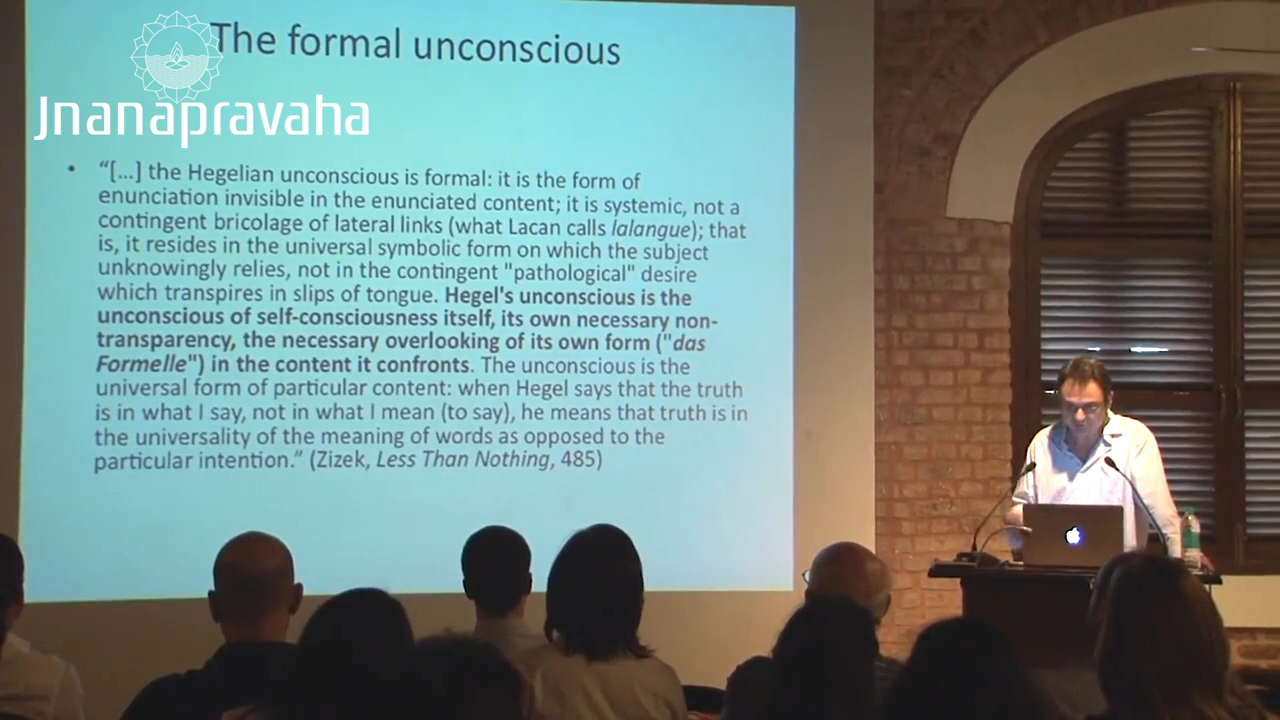 The formal unconscious
Jnanapravaha
• “[...] the Hegelian unconscious is formal: it is the form of
enunciation invisible in the enunciated content; it is systemic, not a
contingent bricolage of lateral links (what Lacan calls lalangue); that
is, it resides in the universal symbolic form on which the subject
unknowingly relies, not in the contingent "pathological" desire
which transpires in slips of tongue. Hegel's unconscious is the
unconscious of self-consciousness itself, its own necessary non-
transparency, the necessary overlooking of its own form ("das
Formelle") in the content it confronts. The unconscious is the
universal form of particular content: when Hegel says that the truth
is in what I say, not in what I mean (to say), he means that truth is in
the universality of the meaning of words as opposed to the
particular intention.” (Zizek, Less Than Nothing, 485)